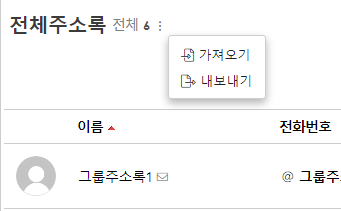 전체주소록 전체 6
가져오기
내보내기
이름 전화번호
그룹주소록1 @ 그룹주소